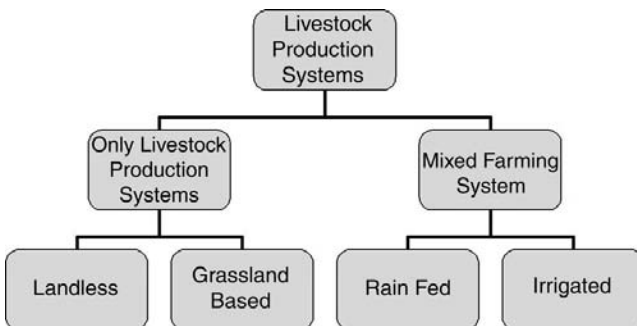 Livestock
Production
Systems
Only Livestock
Production
Systems
Mixed Farming
System
Landless
Grassland
Based
Rain Fed
Irrigated